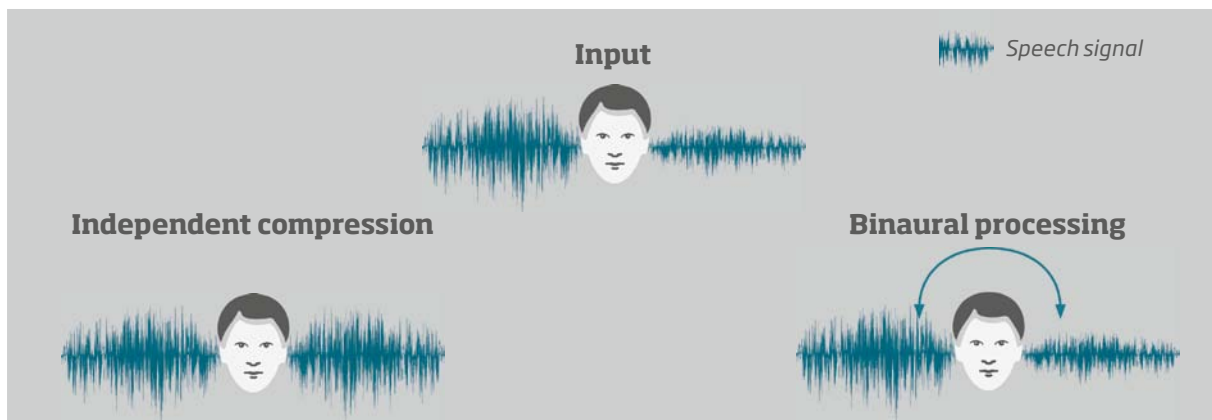 Input
Speech signal
Independent compression
Binaural processing